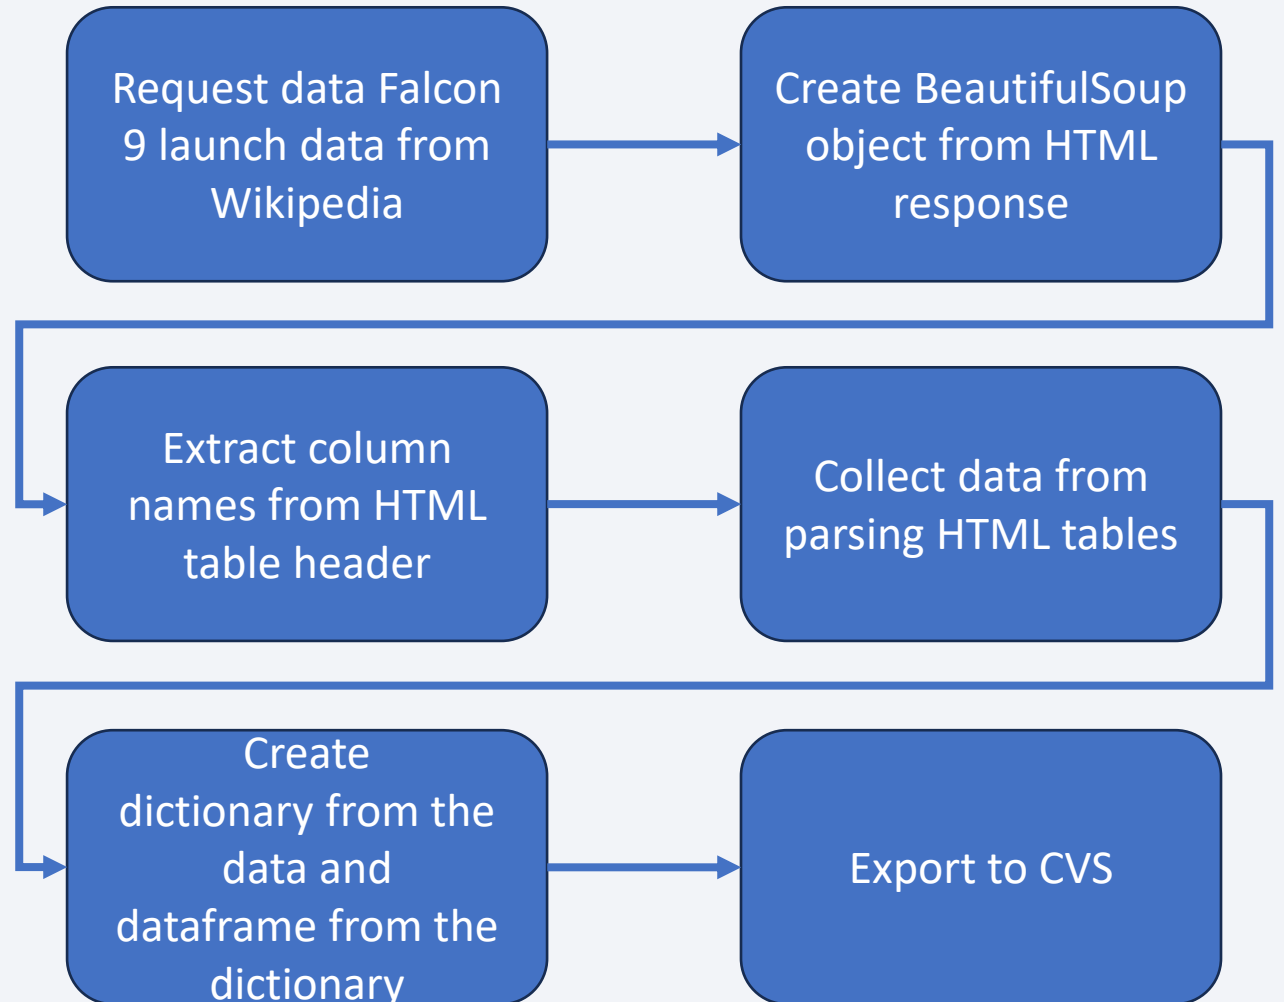 Request data Falcon
9 launch data from
Wikipedia
Create BeautifulSoup
object from HTML
response
Extract column
names from HTML
table header
Collect data from
parsing HTML tables
Create
dictionary from the
data and
dataframe from the
dictionary
Export to CVS